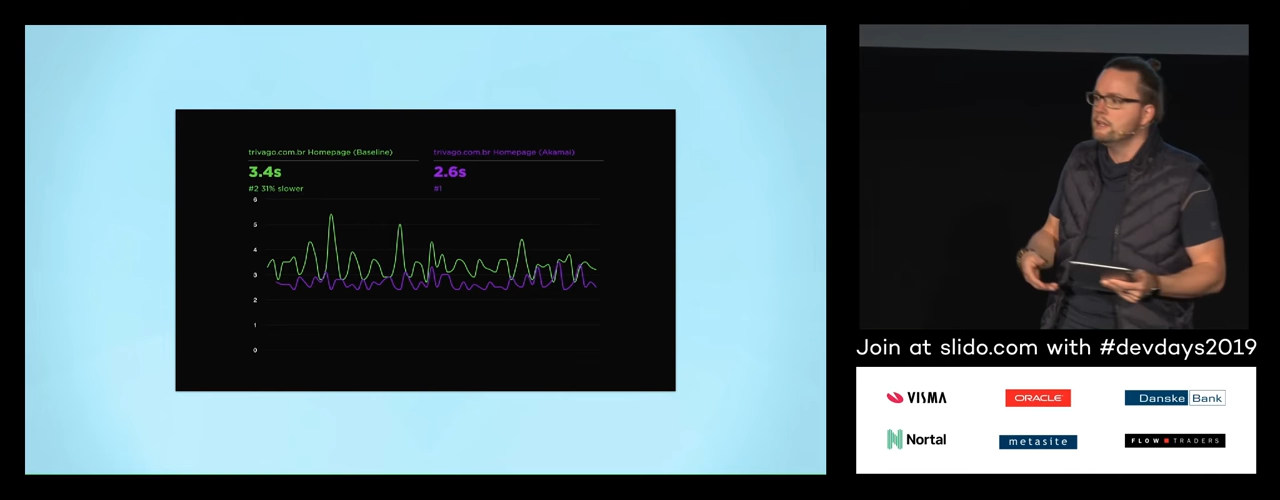 trivago.com.br Homepage (Baseline)
3.4s
#2 31% slower
trivago.com.br Homepage (Akamai)
2.6s
#1
6
5
4
3
2
1
0
Join at slido.com with #devdays2019
VISMA
ORACLE
Danske Bank
Nortal
metasite
FLOW TRADERS